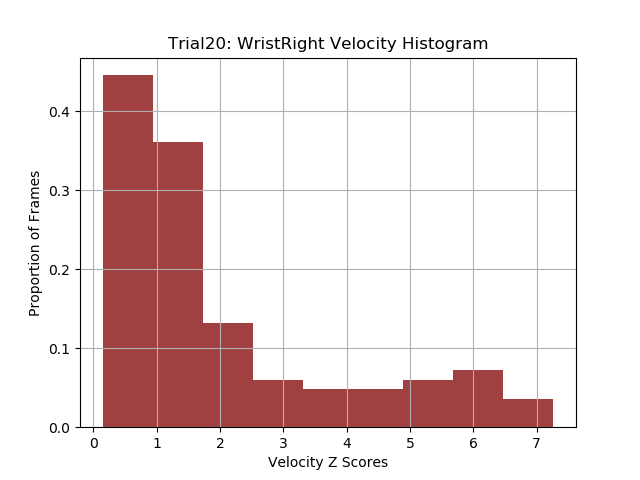 Trial20: WristRight Velocity Histogram
Proportion of Frames
0.4
0.3
0.2
0.1
0.0
0 1 2 3 4 5 6 7
Velocity Z Scores